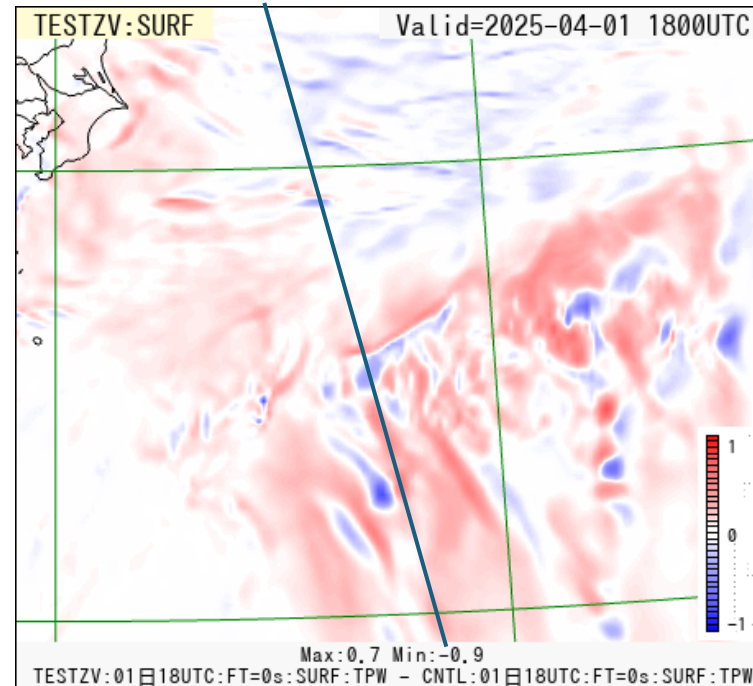 TESTZV:SURF
Valid=2025-04-01 1800UTC
1
0
-1
Max:0.7 Min:-0.9
TESTZV:01日18UTC:FT=0s:SURF:TPW - CNTL:01日18UTC:FT=0s:SURF:TPW